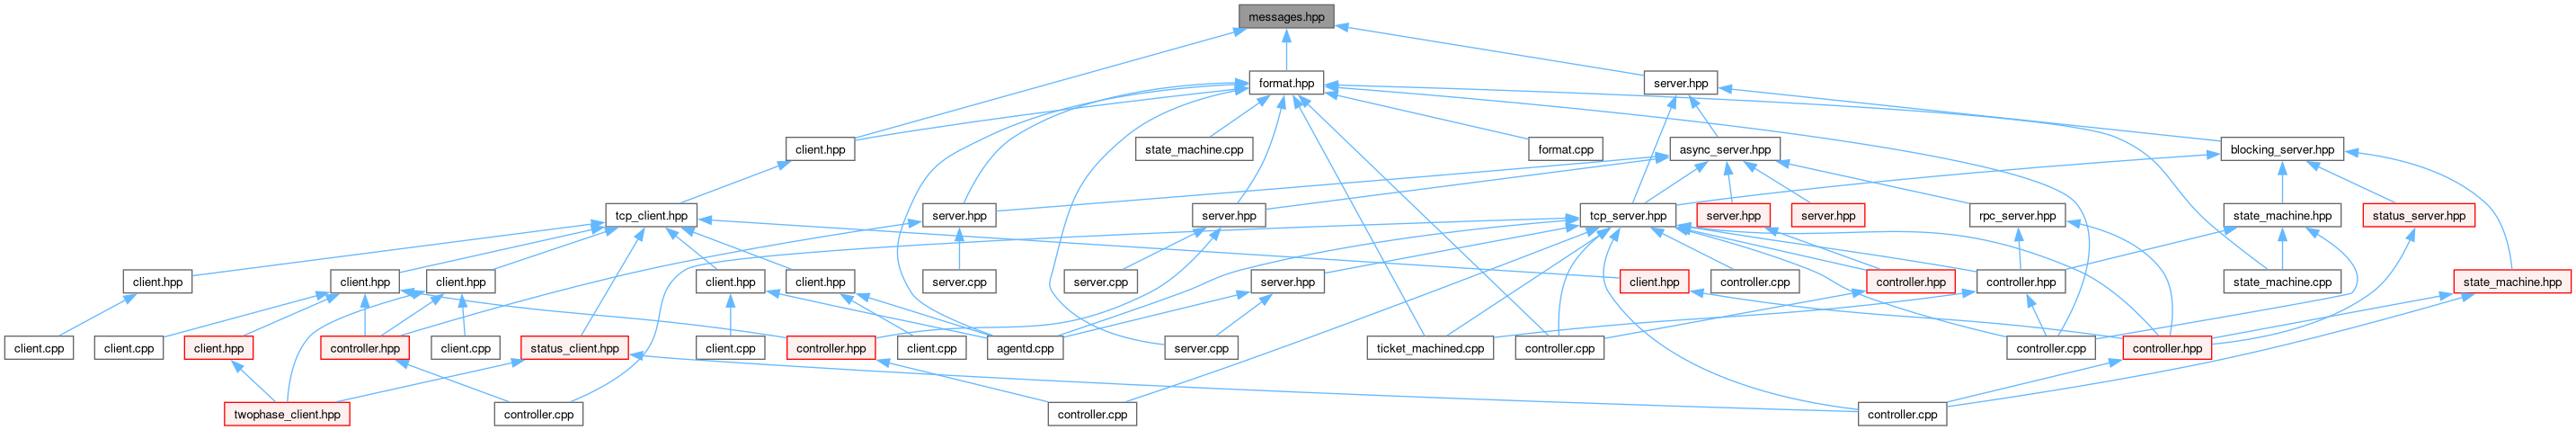 messages.hpp
format.hpp
server.hpp
client.hpp
state_machine.cpp
format.cpp
async_server.hpp
blocking_server.hpp
tcp_client.hpp
server.hpp
server.hpp
tcp_server.hpp
server.hpp
server.hpp
rpc_server.hpp
state_machine.hpp
status_server.hpp
client.hpp
client.hpp
client.hpp
client.hpp
client.hpp
server.cpp
server.cpp
server.hpp
client.hpp
controller.cpp
controller.hpp
controller.hpp
state_machine.cpp
state_machine.hpp
client.cpp
client.cpp
client.hpp
controller.hpp
client.cpp
status_client.hpp
client.cpp
controller.hpp
client.cpp
agentd.cpp
server.cpp
ticket_machined.cpp
controller.cpp
controller.cpp
controller.hpp
twophase_client.hpp
controller.cpp
controller.cpp
controller.cpp